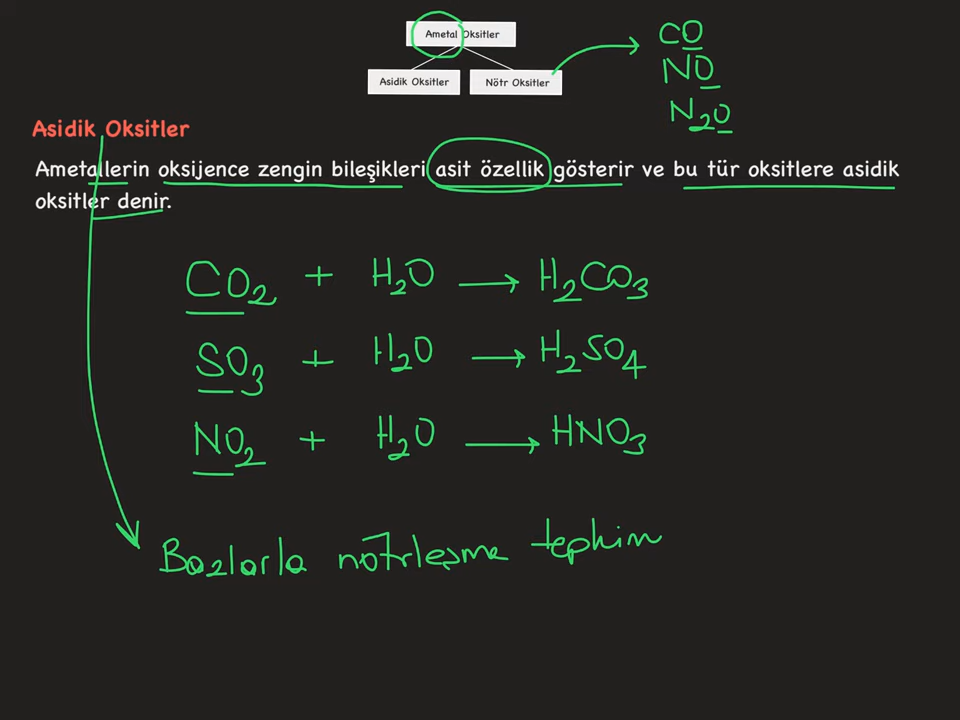 Ametal Oksitler
Asidik Oksitler
Nötr Oksitler
CO
NO
N₂O
Asidik Oksitler
Ametallerin oksijence zengin bileşikleri asit özellik gösterir ve bu tür oksitlere asidik
oksitler denir.
CO₂ + H₂O → H₂CO₃
SO₃ + H₂O → H₂SO₄
NO₂ + H₂O → HNO₃
Bazlarla nötrleşme tepkim